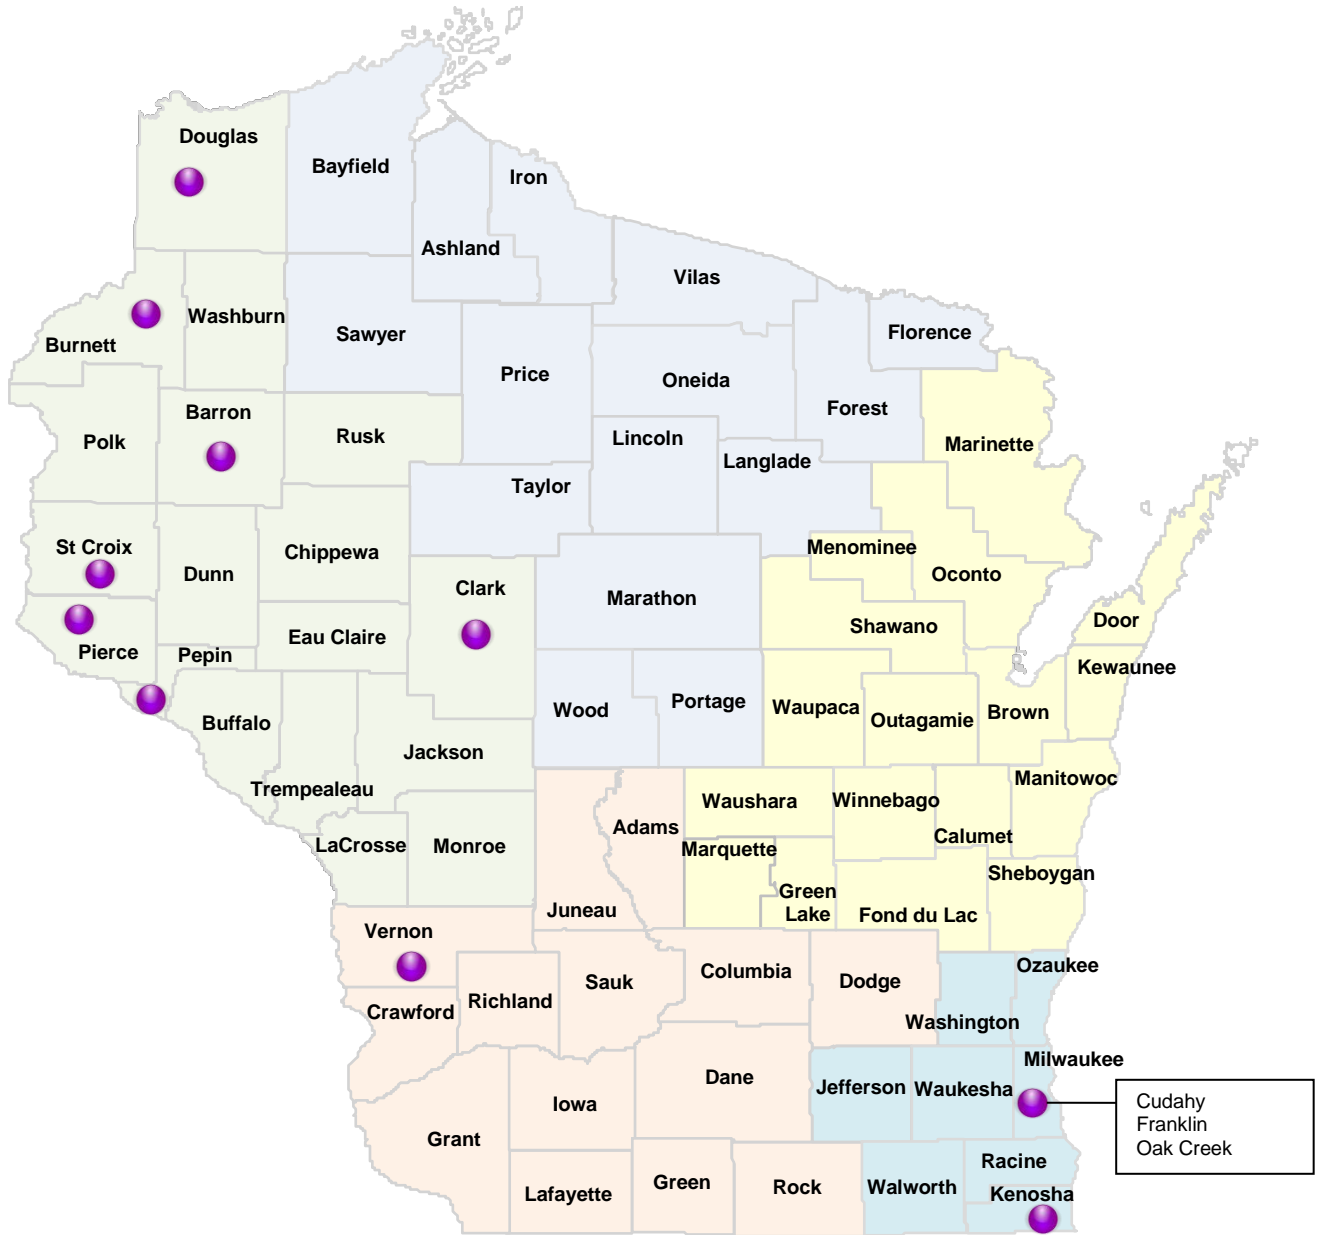 Douglas
Bayfield
Iron
Ashland
Vilas
Washburn
Burnett
Sawyer
Florence
Price
Oneida
Forest
Barron
Polk
Rusk
Lincoln
Langlade
Marinette
Taylor
St Croix
Dunn
Chippewa
Clark
Menominee
Oconto
Marathon
Eau Claire
Shawano
Door
Pierce
Pepin
Kewaunee
Buffalo
Wood
Portage
Waupaca
Outagamie
Brown
Jackson
Trempealeau
Manitowoc
Waushara
Winnebago
Adams
Calumet
LaCrosse
Monroe
Marquette
Sheboygan
Green
Lake
Juneau
Fond du Lac
Vernon
Ozaukee
Columbia
Dodge
Sauk
Richland
Crawford
Washington
Milwaukee
Dane
Jefferson
Waukesha
Iowa
Cudahy
Franklin
Oak Creek
Grant
Racine
Green
Rock
Walworth
Lafayette
Kenosha